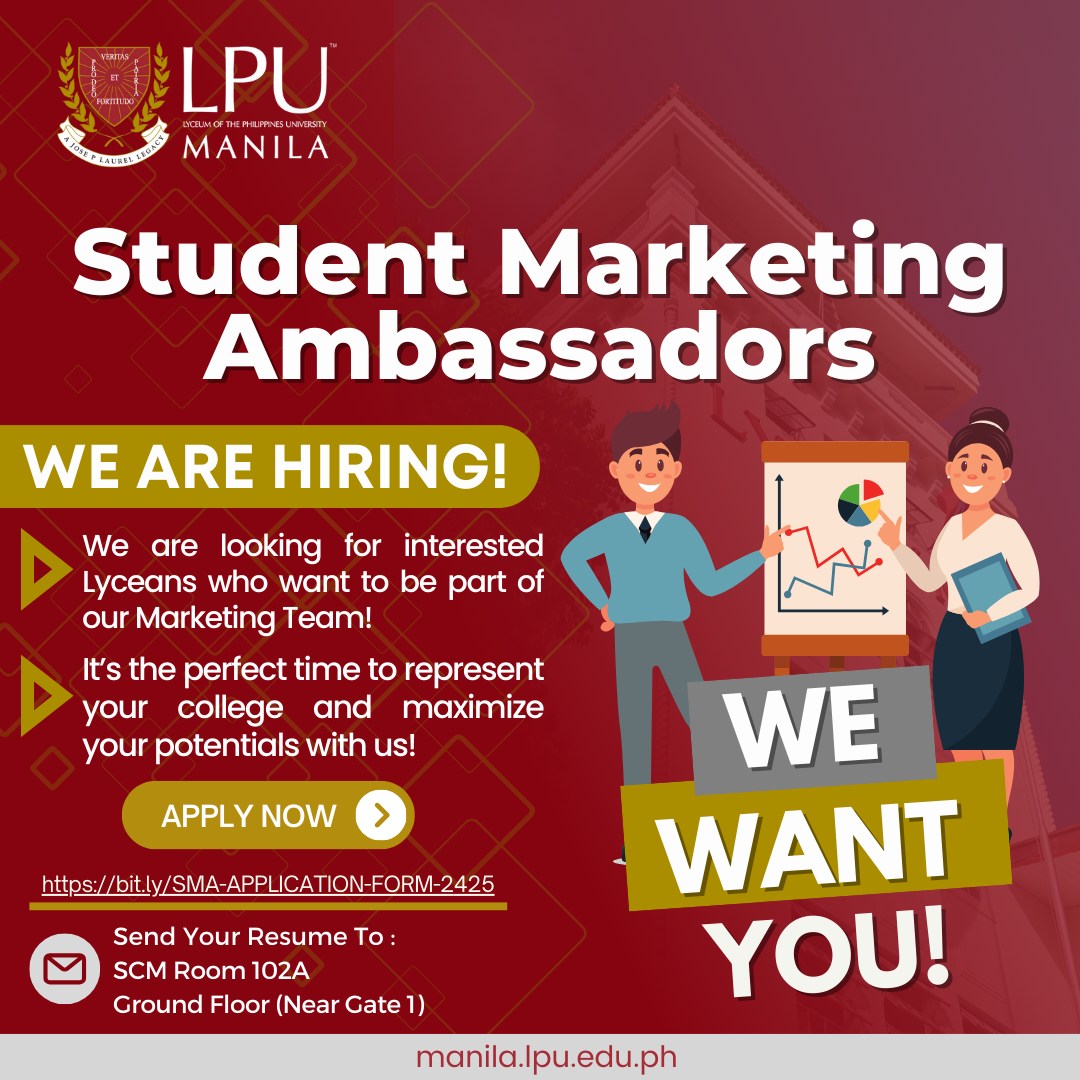 VERITAS
PRODEO
ET
PATRIA
FORTITUDO
A JOSE P LAUREL LEGACY
LPU™
LYCEUM OF THE PHILIPPINES UNIVERSITY
MANILA
Student Marketing
Ambassadors
WE ARE HIRING!
We are looking for interested
Lyceans who want to be part of
our Marketing Team!
It's the perfect time to represent
your college and maximize
your potentials with us!
APPLY NOW
https://bit.ly/SMA-APPLICATION-FORM-2425
Send Your Resume To :
SCM Room 102A
Ground Floor (Near Gate 1)
WE
WANT
YOU!
manila.lpu.edu.ph